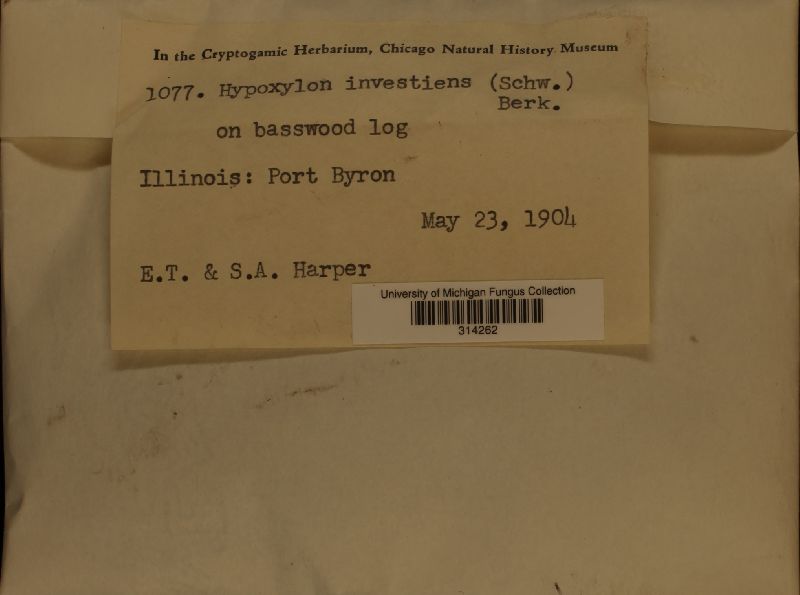 In the Cryptogamic Herbarium, Chicago Natural History Museum
1077. Hypoxylon investiens (Schw.)
Berk.
on basswood log
Illinois: Port Byron
May 23, 1904
E.T. & S.A. Harper
University of Michigan Fungus Collection
314262